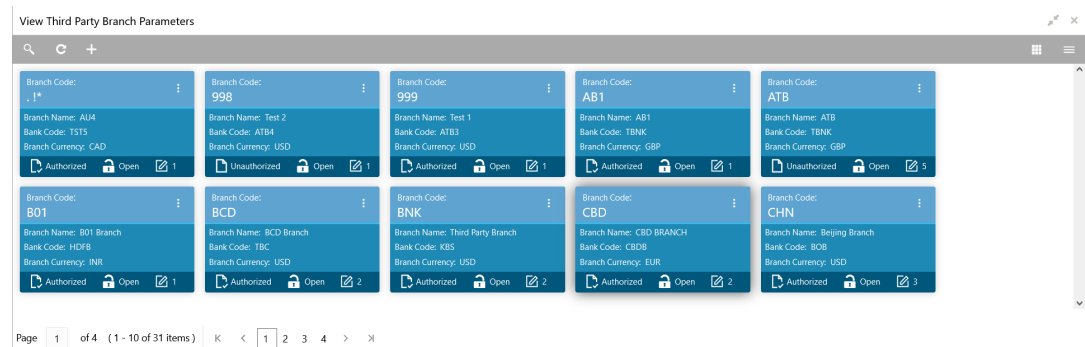 View Third Party Branch Parameters
Branch Code:
. !*
Branch Name: AU4
Bank Code: TST5
Branch Currency: CAD
Authorized Open 1
Branch Code:
998
Branch Name: Test 2
Bank Code: ATB4
Branch Currency: USD
Unauthorized Open 1
Branch Code:
999
Branch Name: Test 1
Bank Code: ATB3
Branch Currency: USD
Authorized Open 1
Branch Code:
AB1
Branch Name: AB1
Bank Code: TBNK
Branch Currency: GBP
Authorized Open 1
Branch Code:
ATB
Branch Name: ATB
Bank Code: TBNK
Branch Currency: GBP
Unauthorized Open 5
Branch Code:
B01
Branch Name: B01 Branch
Bank Code: HDFB
Branch Currency: INR
Authorized Open 1
Branch Code:
BCD
Branch Name: BCD Branch
Bank Code: TBC
Branch Currency: USD
Authorized Open 2
Branch Code:
BNK
Branch Name: Third Party Branch
Bank Code: KBS
Branch Currency: USD
Authorized Open 2
Branch Code:
CBD
Branch Name: CBD BRANCH
Bank Code: CBDB
Branch Currency: EUR
Authorized Open 2
Branch Code:
CHN
Branch Name: Beijing Branch
Bank Code: BOB
Branch Currency: USD
Authorized Open 3
Page 1 of 4 (1 - 10 of 31 items) 1 2 3 4